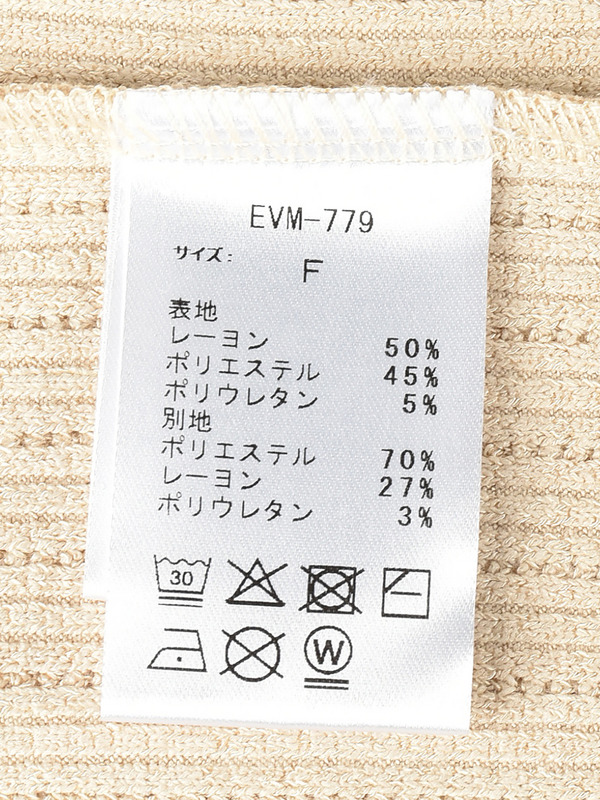 EVM-779
サイズ: F
表地
レーヨン 50%
ポリエステル 45%
ポリウレタン 5%
別地
ポリエステル 70%
レーヨン 27%
ポリウレタン 3%
30
W